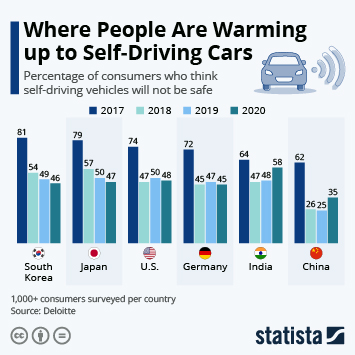 Where People Are Warming
up to Self-Driving Cars
Percentage of consumers who think
self-driving vehicles will not be safe
2017 2018 2019 2020
81 54 49 46
79 57 50 47
74 47 50 48
72 45 47 45
64 47 48 58
62 26 25 35
South Korea
Japan
U.S.
Germany
India
China
1,000+ consumers surveyed per country
Source: Deloitte
statista